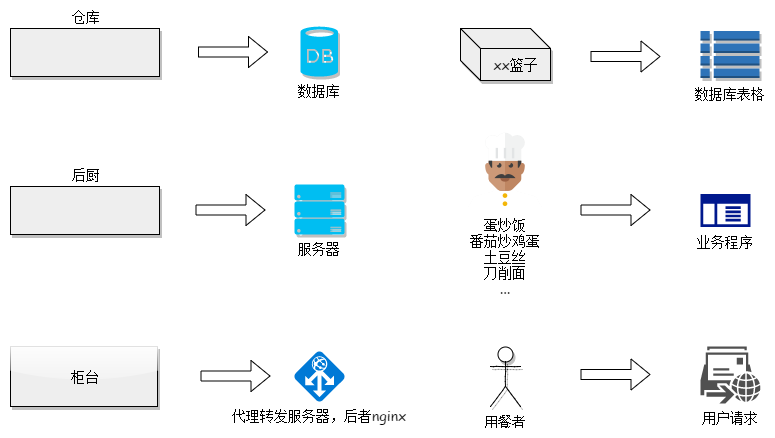 仓库
DB
数据库
xx篮子
数据库表格
后厨
服务器
蛋炒饭
番茄炒鸡蛋
土豆丝
刀削面
...
业务程序
柜台
代理转发服务器，后者nginx
用餐者
用户请求